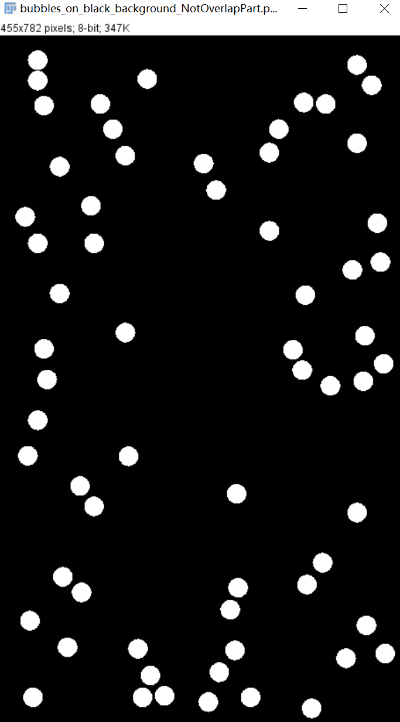 bubbles_on_black_background_NotOverlapPart.p...
455x782 pixels; 8-bit; 347K